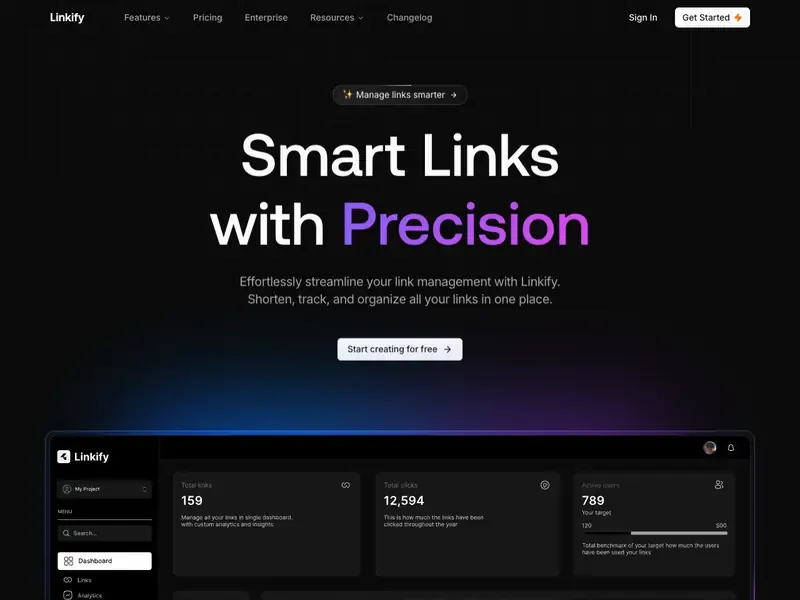 Linkify
Features
Pricing
Enterprise
Resources
Changelog
Sign In
Get Started
Manage links smarter
Smart Links
with Precision
Effortlessly streamline your link management with Linkify.
Shorten, track, and organize all your links in one place.
Start creating for free
Linkify
My Project
MENU
Search...
Dashboard
Links
Analytics
Total links
159
Manage all your links in single dashboard,
with custom analytics and insights
Total clicks
12,594
This is how much the links have been
clicked throughout the year
Active users
789
Your target
120
500
Total benchmark of your target how much the users
have been used your links